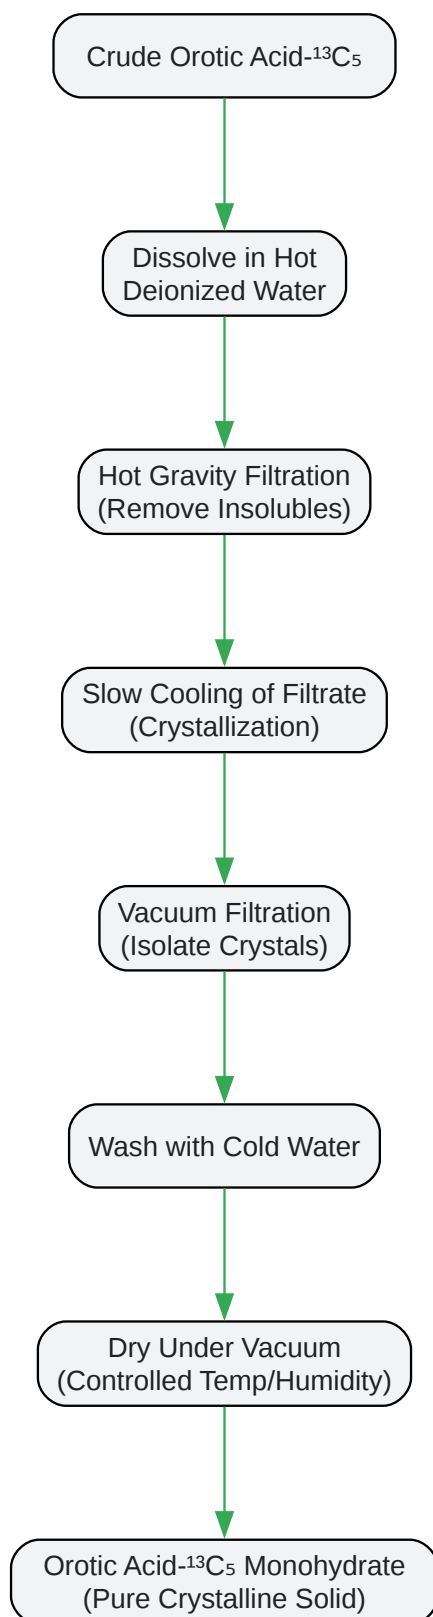 Crude Orotic Acid-¹³C₅
Dissolve in Hot
Deionized Water
Hot Gravity Filtration
(Remove Insolubles)
Slow Cooling of Filtrate
(Crystallization)
Vacuum Filtration
(Isolate Crystals)
Wash with Cold Water
Dry Under Vacuum
(Controlled Temp/Humidity)
Orotic Acid-¹³C₅ Monohydrate
(Pure Crystalline Solid)